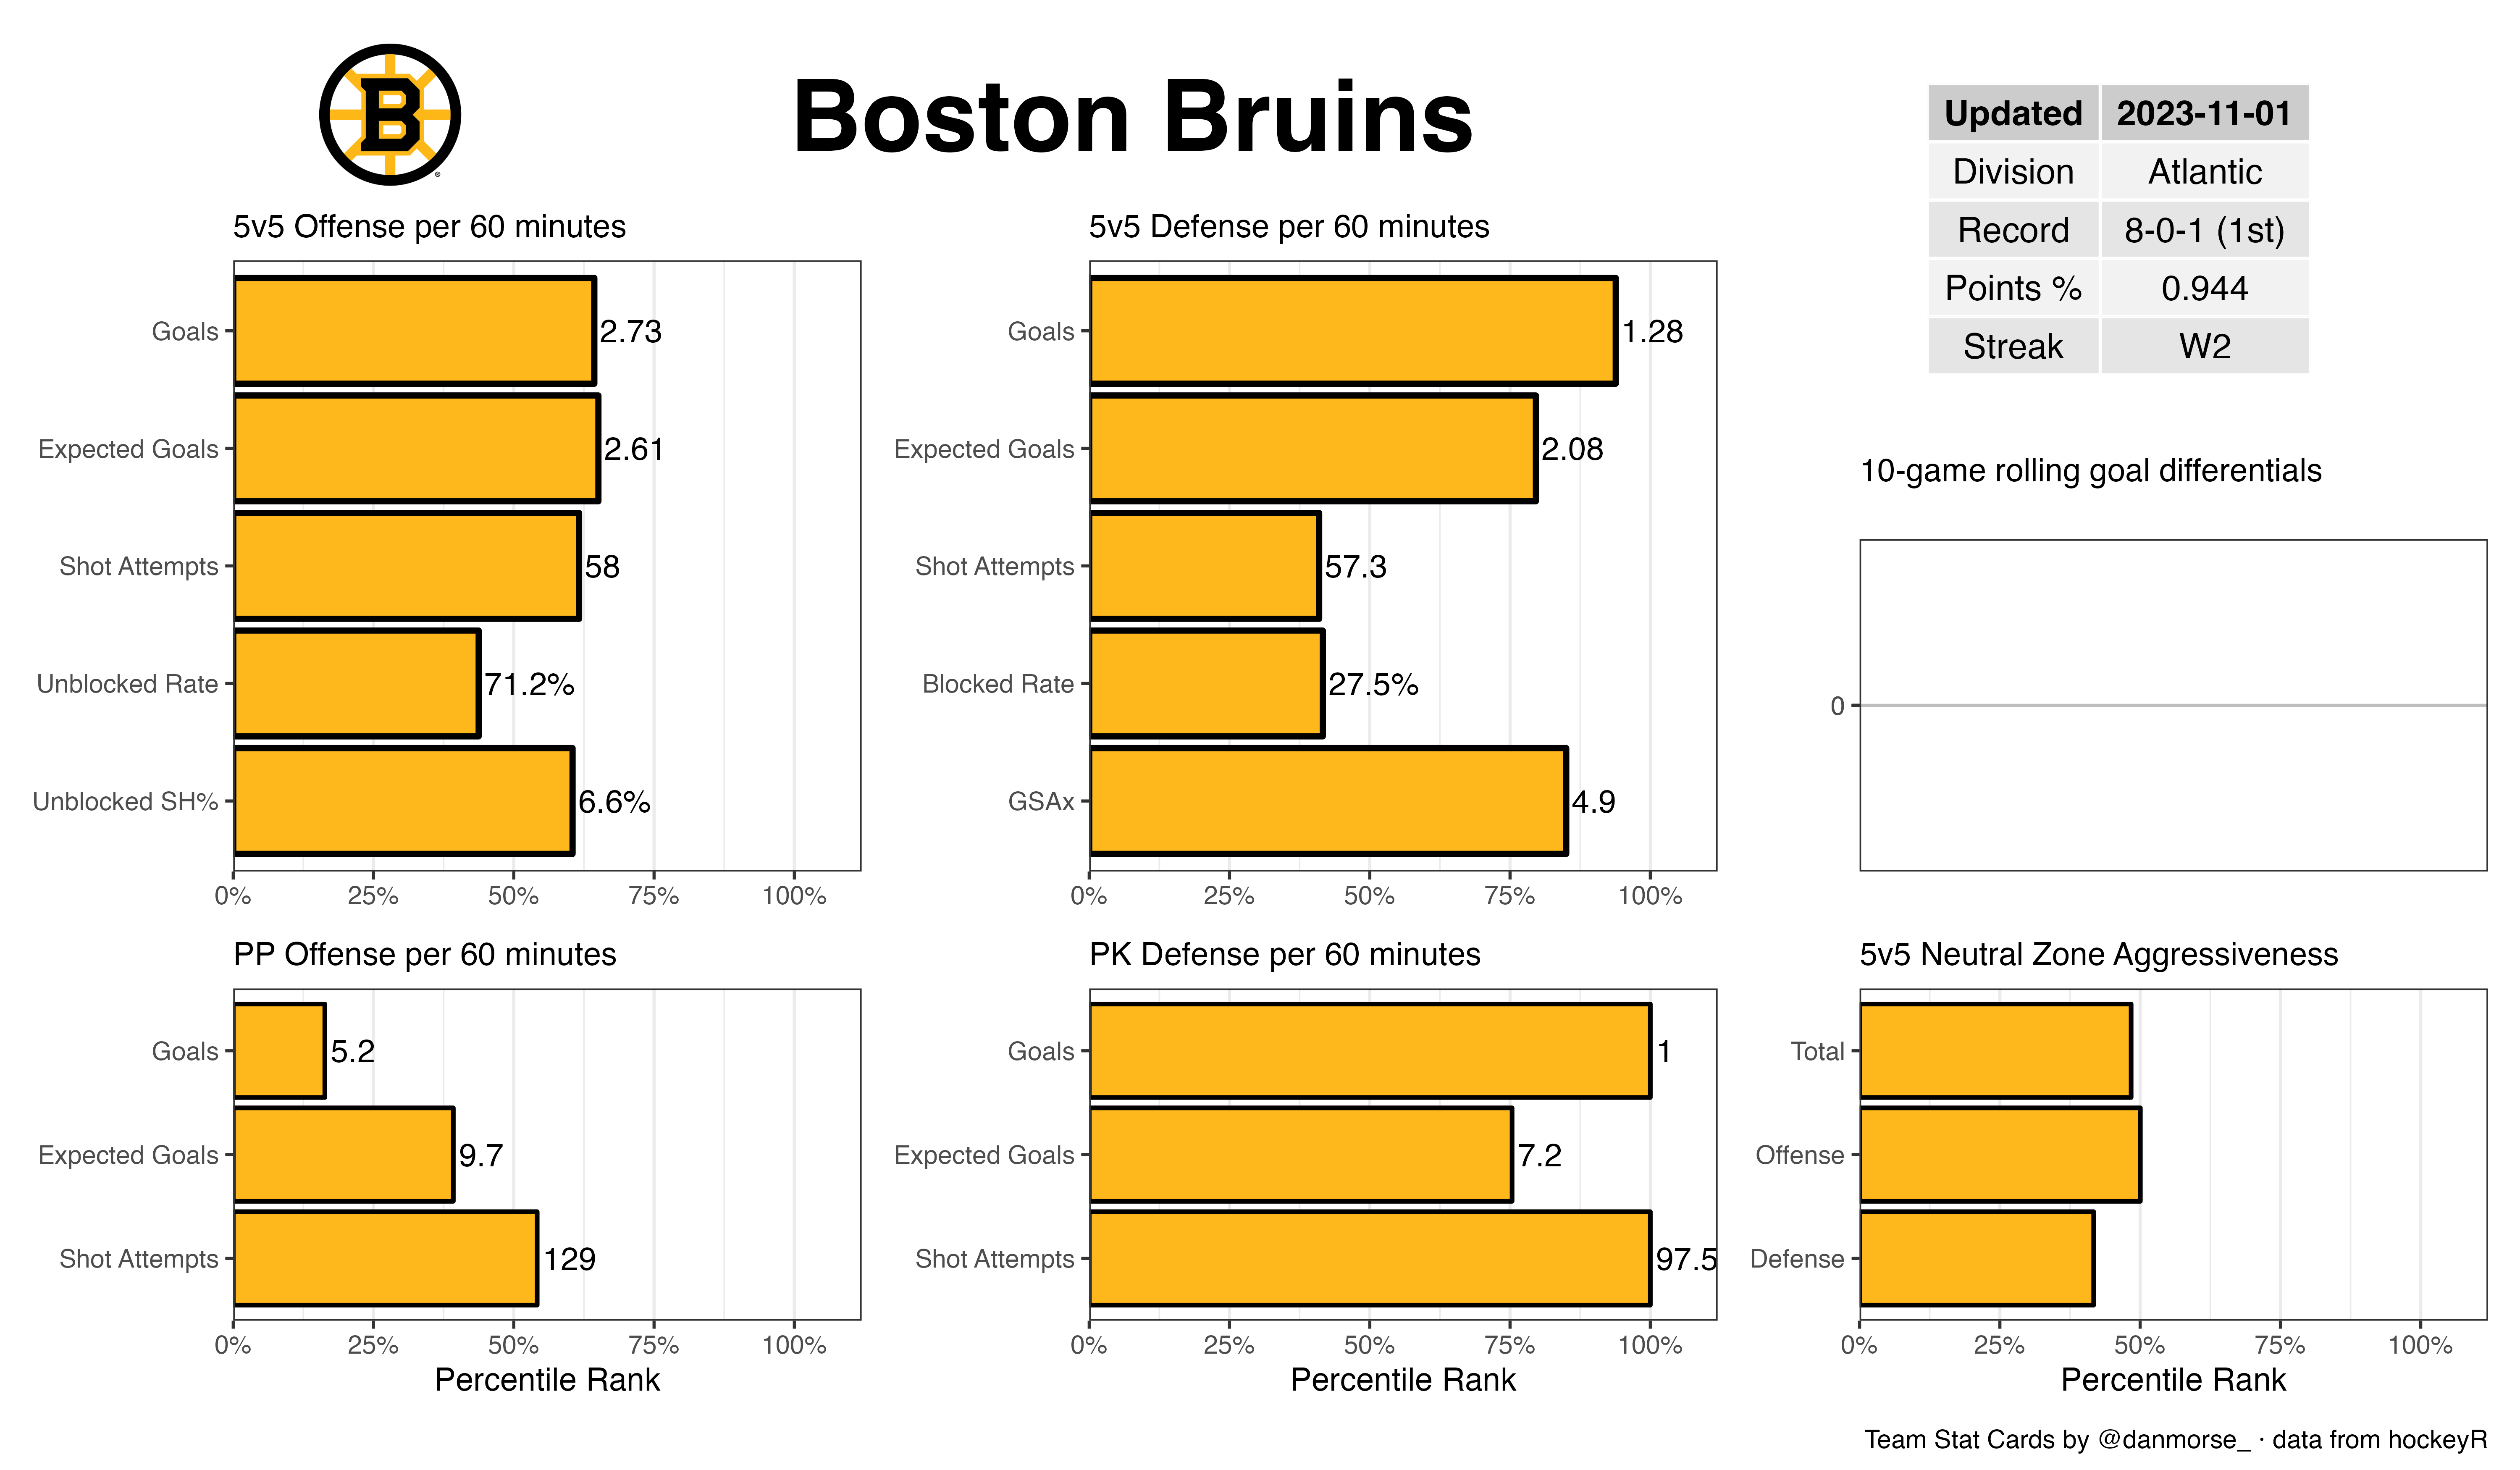 B
Boston Bruins
Updated 2023-11-01
Division Atlantic
Record 8-0-1 (1st)
Points % 0.944
Streak W2
5v5 Offense per 60 minutes
Goals 2.73
Expected Goals 2.61
Shot Attempts 58
Unblocked Rate 71.2%
Unblocked SH% 6.6%
0% 25% 50% 75% 100%
5v5 Defense per 60 minutes
Goals 1.28
Expected Goals 2.08
Shot Attempts 57.3
Blocked Rate 27.5%
GSAx 4.9
0% 25% 50% 75% 100%
10-game rolling goal differentials
0
PP Offense per 60 minutes
Goals 5.2
Expected Goals 9.7
Shot Attempts 129
0% 25% 50% 75% 100%
Percentile Rank
PK Defense per 60 minutes
Goals 1
Expected Goals 7.2
Shot Attempts 97.5
0% 25% 50% 75% 100%
Percentile Rank
5v5 Neutral Zone Aggressiveness
Total
Offense
Defense
0% 25% 50% 75% 100%
Percentile Rank
Team Stat Cards by @danmorse_ · data from hockeyR